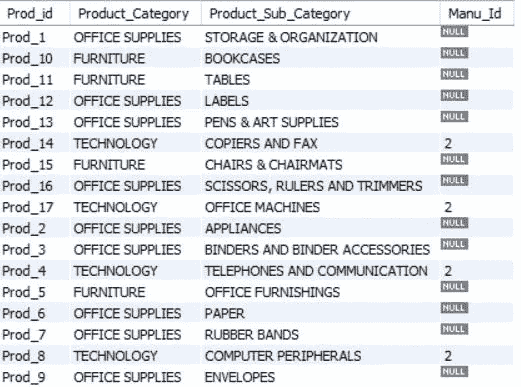 Prod_id Product_Category Product_Sub_Category Manu_Id
Prod_1 OFFICE SUPPLIES STORAGE & ORGANIZATION NULL
Prod_10 FURNITURE BOOKCASES NULL
Prod_11 FURNITURE TABLES NULL
Prod_12 OFFICE SUPPLIES LABELS NULL
Prod_13 OFFICE SUPPLIES PENS & ART SUPPLIES NULL
Prod_14 TECHNOLOGY COPIERS AND FAX 2
Prod_15 FURNITURE CHAIRS & CHAIRMATS NULL
Prod_16 OFFICE SUPPLIES SCISSORS, RULERS AND TRIMMERS NULL
Prod_17 TECHNOLOGY OFFICE MACHINES 2
Prod_2 OFFICE SUPPLIES APPLIANCES NULL
Prod_3 OFFICE SUPPLIES BINDERS AND BINDER ACCESSORIES NULL
Prod_4 TECHNOLOGY TELEPHONES AND COMMUNICATION 2
Prod_5 FURNITURE OFFICE FURNISHINGS NULL
Prod_6 OFFICE SUPPLIES PAPER NULL
Prod_7 OFFICE SUPPLIES RUBBER BANDS NULL
Prod_8 TECHNOLOGY COMPUTER PERIPHERALS 2
Prod_9 OFFICE SUPPLIES ENVELOPES NULL